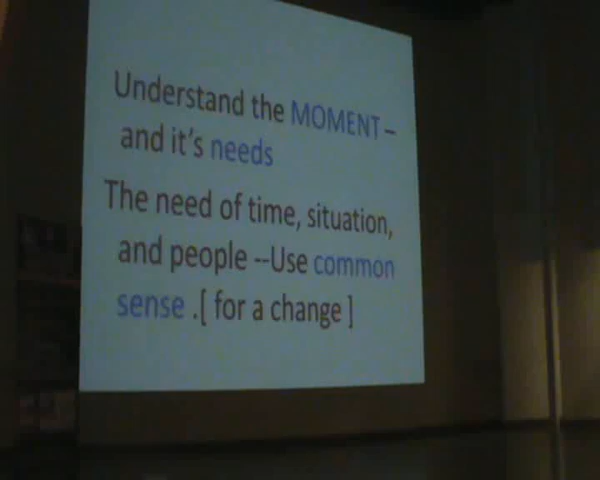 Understand the MOMENT –
and it's needs
The need of time, situation,
and people --Use common
sense .[ for a change ]